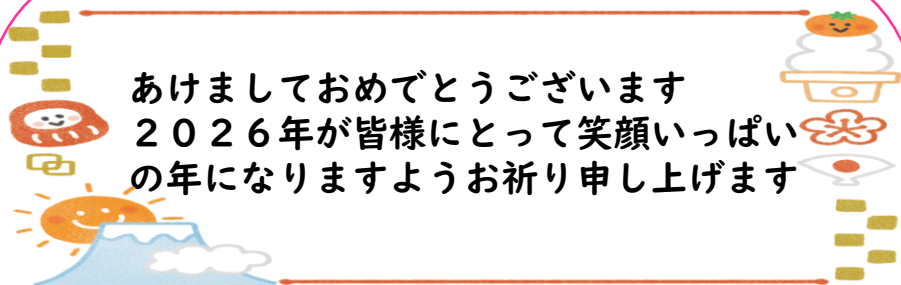 あけましておめでとうございます
２０２６年が皆様にとって笑顔いっぱい
の年になりますようお祈り申し上げます